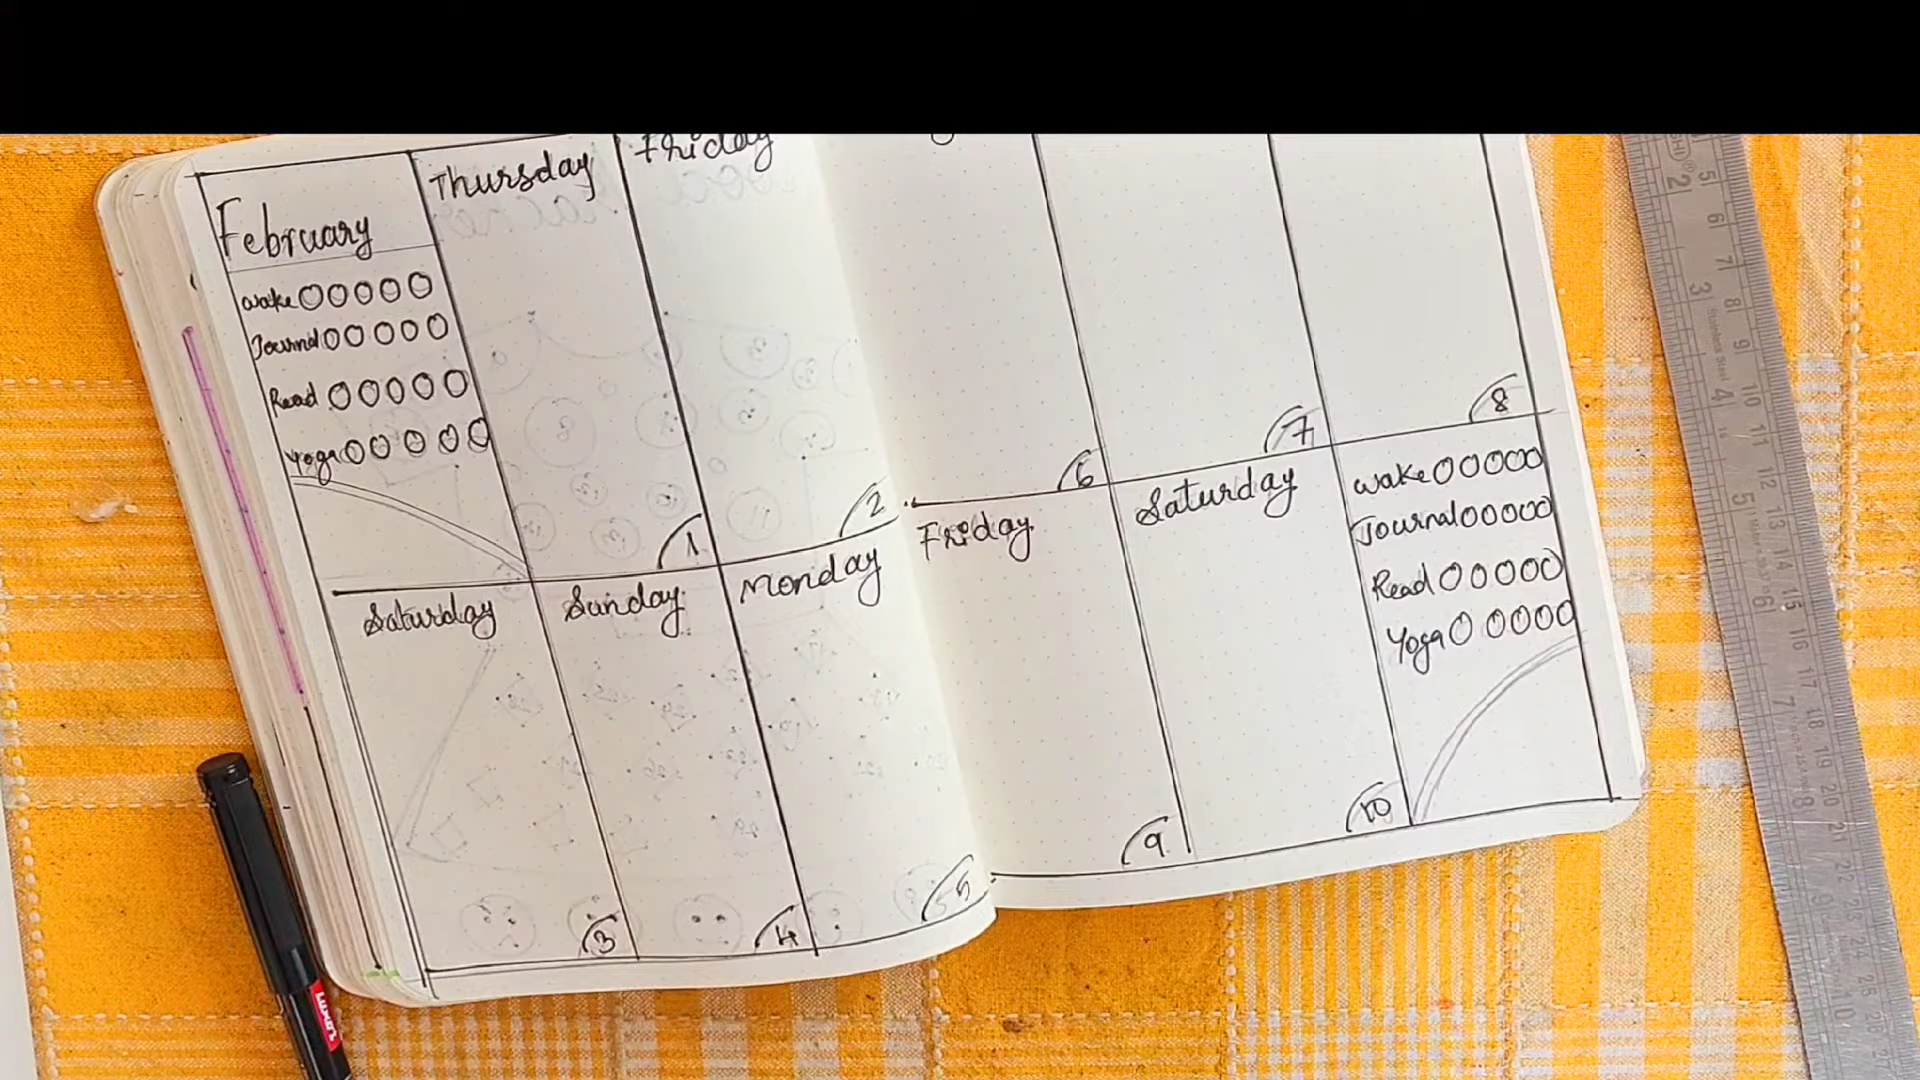 February
Wake
Journal
Read
Yoga
Thursday
1
Friday
2
Saturday
3
Sunday
4
Monday
5
6
7
8
Friday
9
Saturday
10
Wake
Journal
Read
Yoga
LUXOR